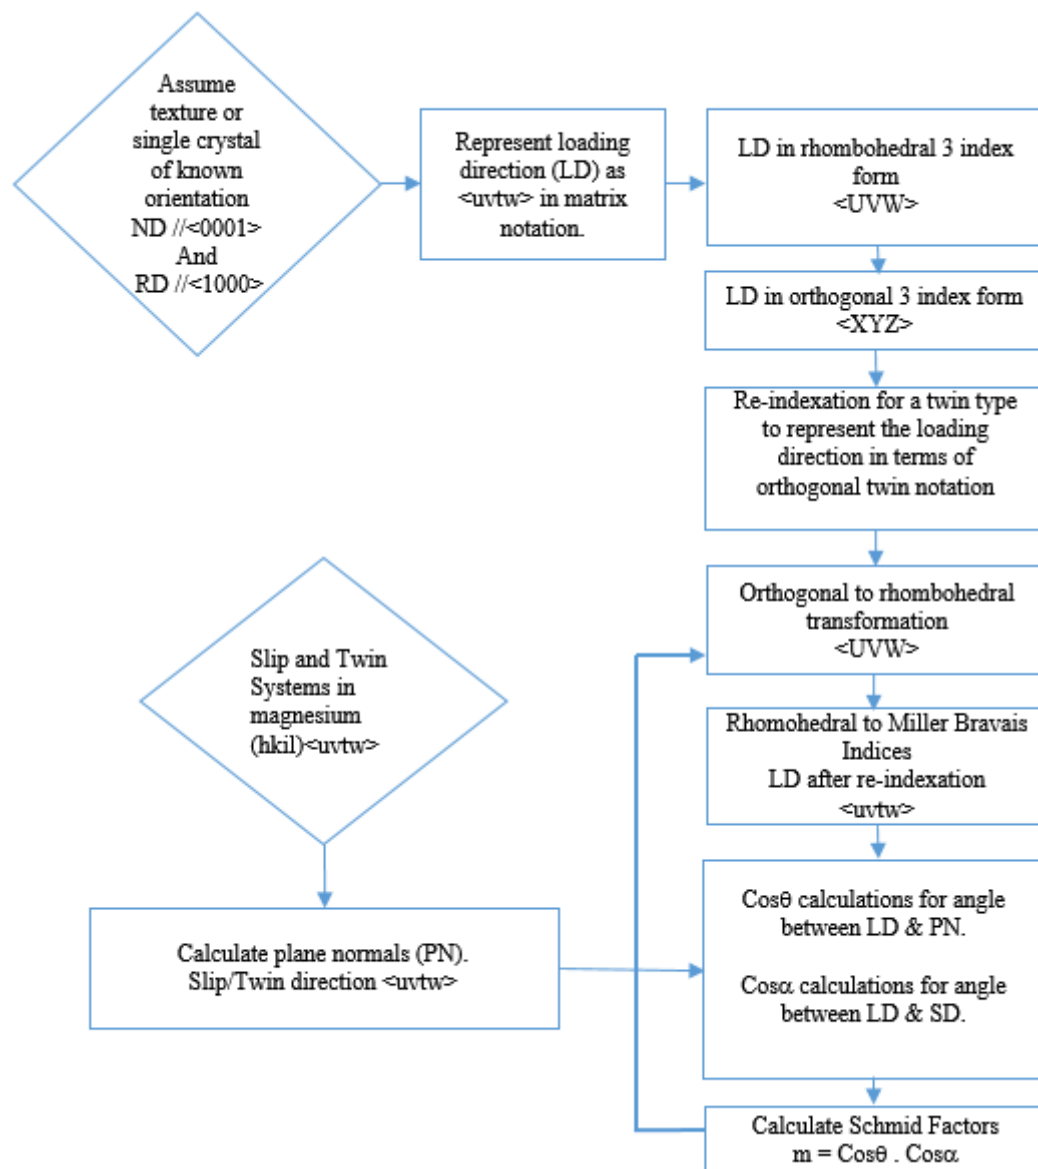 Assume
texture or
single crystal
of known
orientation
ND //<0001>
And
RD //<1000>
Represent loading
direction (LD) as
<uvtw> in matrix
notation.
LD in rhombohedral 3 index
form
<UVW>
LD in orthogonal 3 index form
<XYZ>
Re-indexation for a twin type
to represent the loading
direction in terms of
orthogonal twin notation
Orthogonal to rhombohedral
transformation
<UVW>
Slip and Twin
Systems in
magnesium
(hkil)<uvtw>
Rhomohedral to Miller Bravais
Indices
LD after re-indexation
<uvtw>
Calculate plane normals (PN).
Slip/Twin direction <uvtw>
Cosθ calculations for angle
between LD & PN.
Cosα calculations for angle
between LD & SD.
Calculate Schmid Factors
m = Cosθ . Cosα